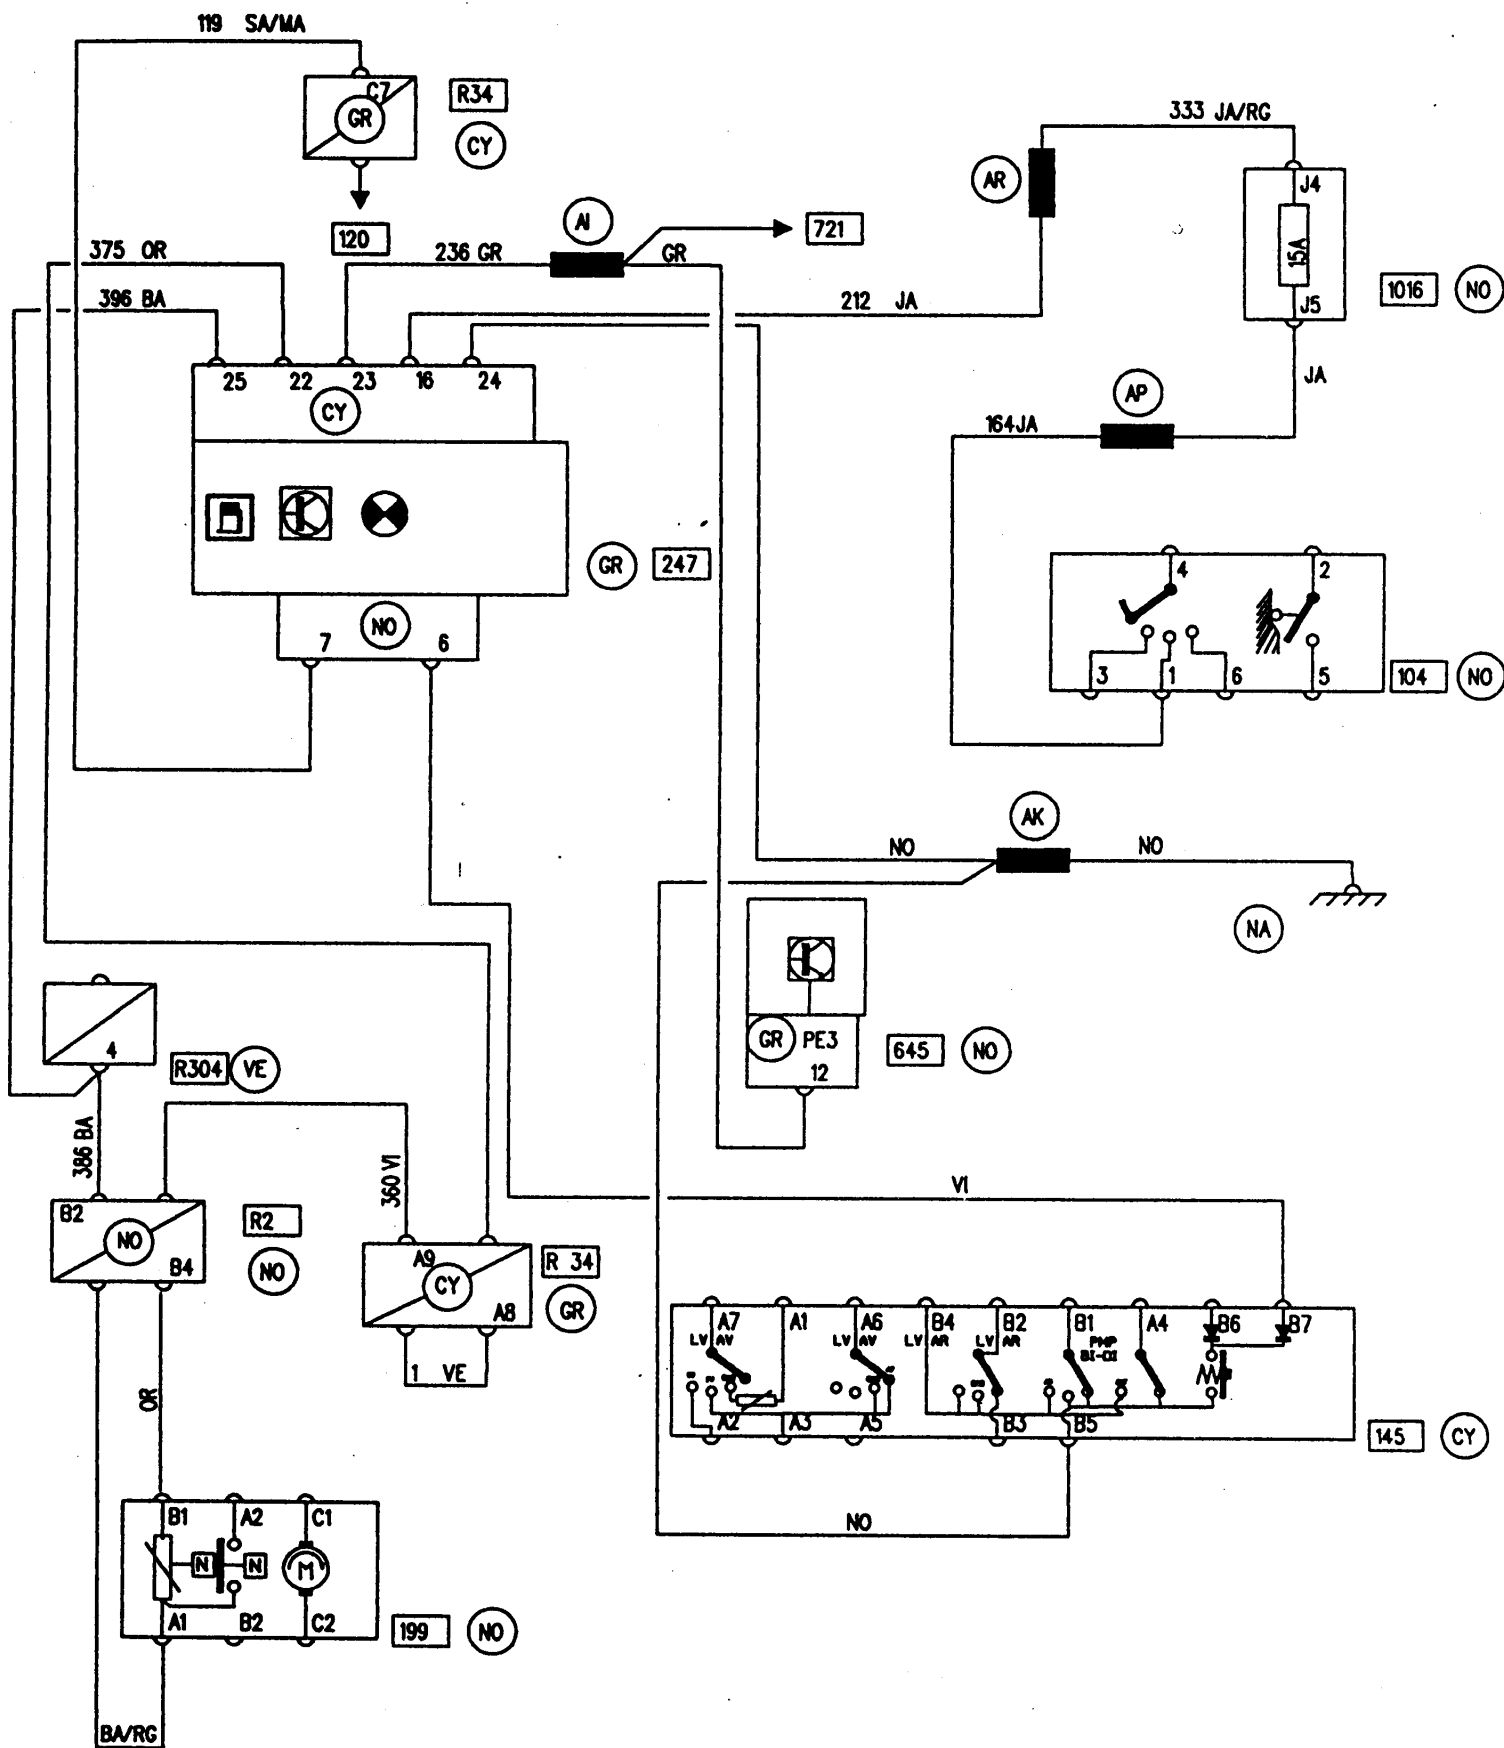 119 SA/MA
C7
GR
R34
CY
120
333 JA/RG
AR
J4
15A
J5
1016
NO
AI
721
375 OR
236 GR
GR
396 BA
212 JA
JA
25
22
23
16
24
CY
AP
164JA
GR
247
NO
7
6
4
2
3
1
6
5
104
NO
AK
NO
NO
NA
4
R304
VE
GR
PE3
12
645
NO
386 BA
360 VI
VI
B2
NO
B4
R2
NO
A9
CY
A8
R 34
GR
1 VE
OR
A7
A1
A6
B4
B2
B1
A4
B6
B7
LV AV
LV AV
LV AR
LV AR
PMP
BI-DI
A2
A3
A5
B3
B5
145
CY
NO
B1
A2
C1
N
N
M
A1
B2
C2
199
NO
BA/RG